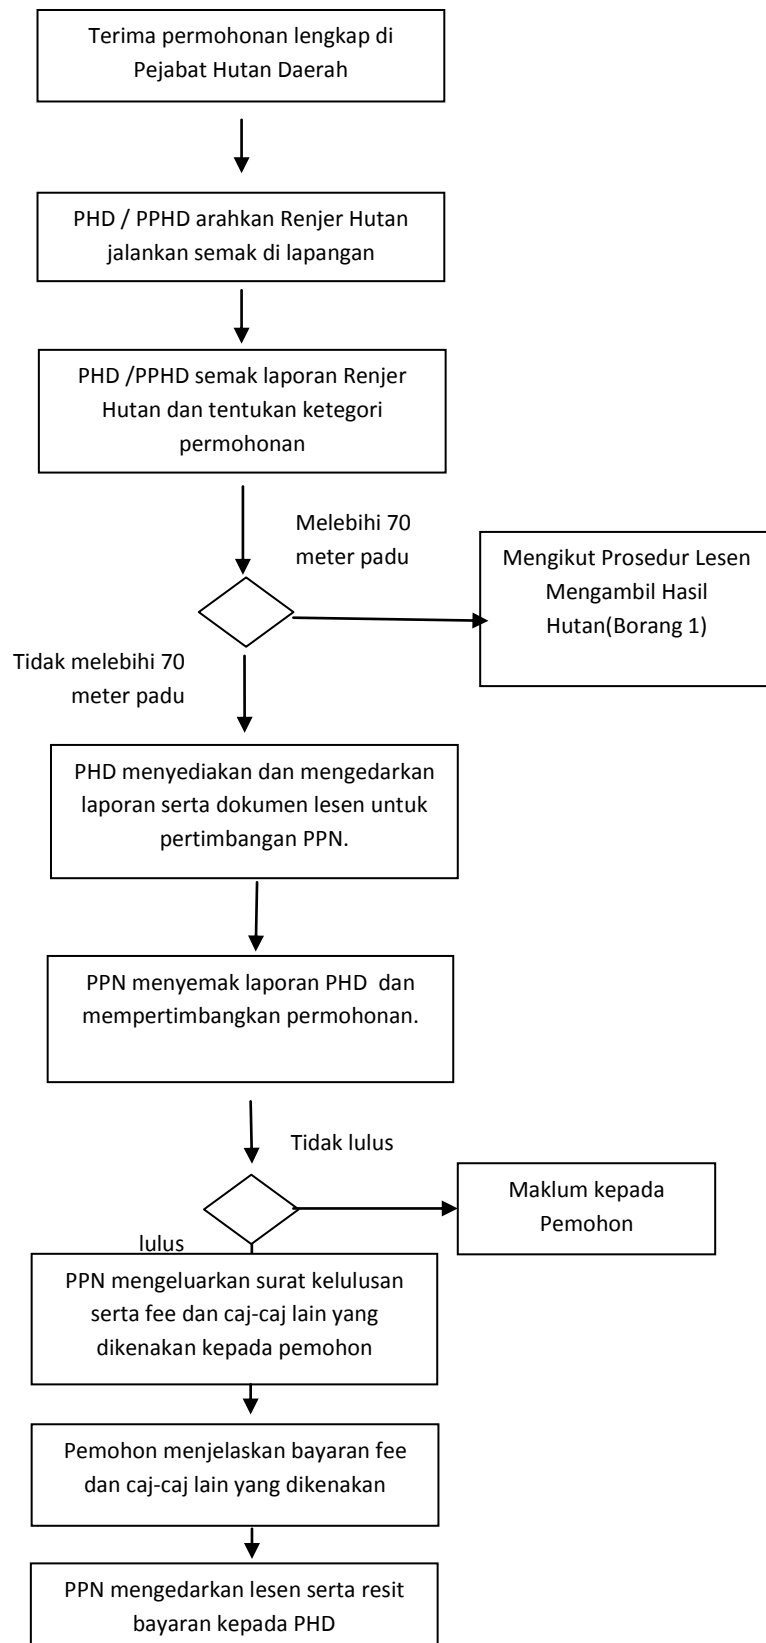 Terima permohonan lengkap di
Pejabat Hutan Daerah
PHD / PPHD arahkan Renjer Hutan
jalankan semak di lapangan
PHD /PPHD semak laporan Renjer
Hutan dan tentukan ketegori
permohonan
Melebihi 70
meter padu
Mengikut Prosedur Lesen
Mengambil Hasil
Hutan(Borang 1)
Tidak melebihi 70
meter padu
PHD menyediakan dan mengedarkan
laporan serta dokumen lesen untuk
pertimbangan PPN.
PPN menyemak laporan PHD  dan
mempertimbangkan permohonan.
Tidak lulus
Maklum kepada
Pemohon
lulus
PPN mengeluarkan surat kelulusan
serta fee dan caj-caj lain yang
dikenakan kepada pemohon
Pemohon menjelaskan bayaran fee
dan caj-caj lain yang dikenakan
PPN mengedarkan lesen serta resit
bayaran kepada PHD